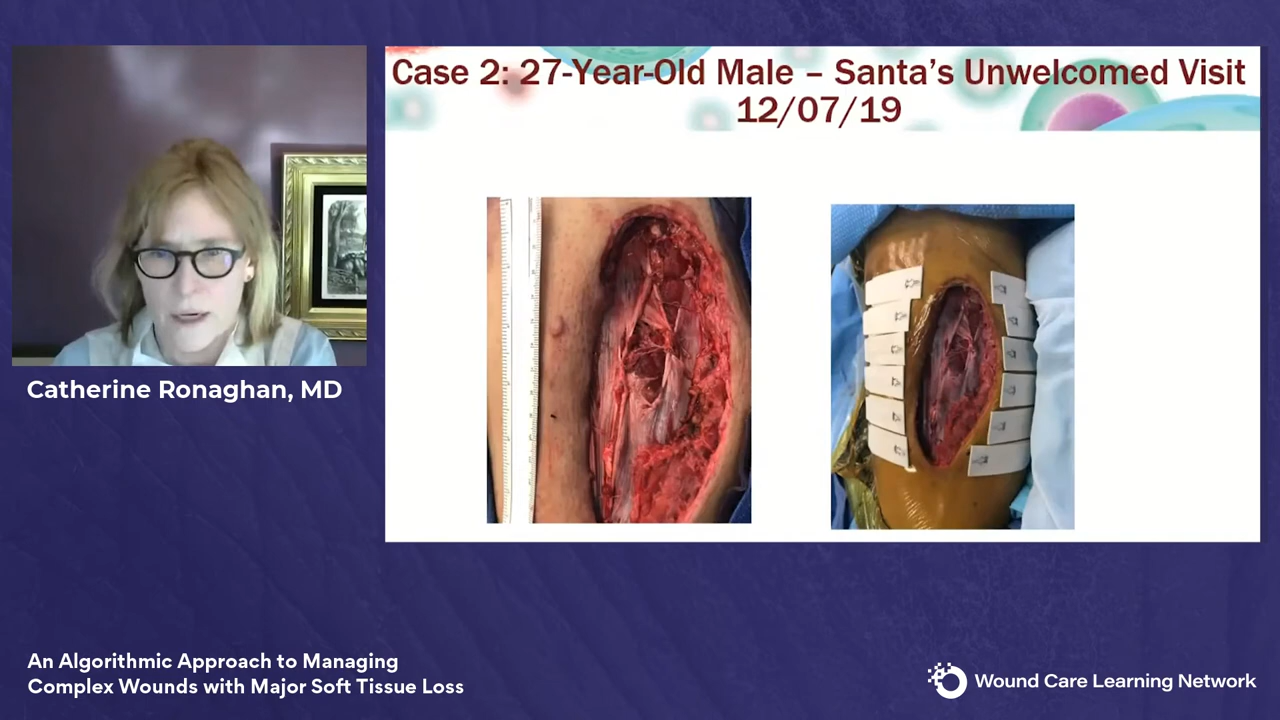 Case 2: 27-Year-Old Male – Santa’s Unwelcomed Visit
12/07/19
Catherine Ronaghan, MD
An Algorithmic Approach to Managing
Complex Wounds with Major Soft Tissue Loss
Wound Care Learning Network